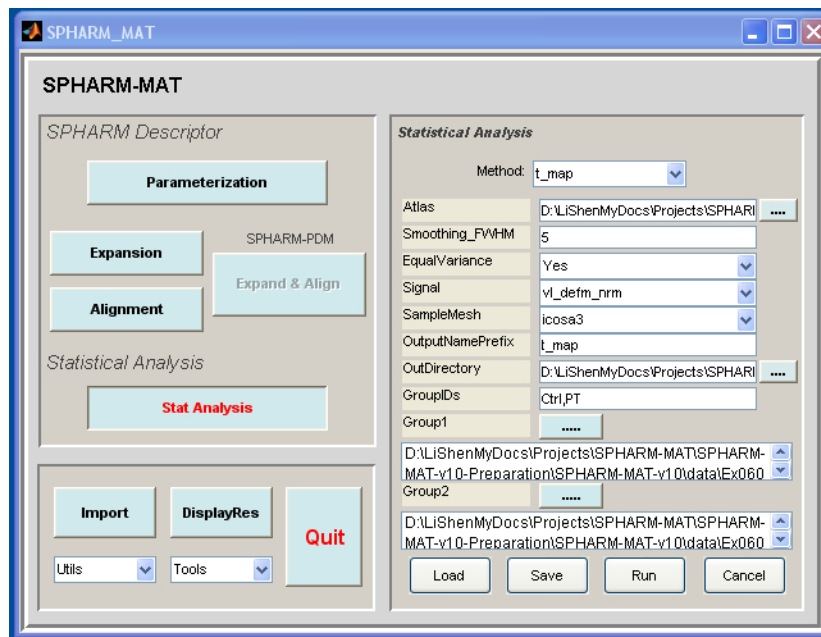 SPHARM_MAT
SPHARM-MAT
SPHARM Descriptor
Parameterization
Expansion
SPHARM-PDM
Expand & Align
Alignment
Statistical Analysis
Stat Analysis
Import
DisplayRes
Quit
Utils
Tools
Statistical Analysis
Method: t_map
Atlas D:\LiShenMyDocs\Projects\SPHARI ....
Smoothing_FWHM 5
EqualVariance Yes
Signal vl_defm_nrm
SampleMesh icosa3
OutputNamePrefix t_map
OutDirectory D:\LiShenMyDocs\Projects\SPHARI ....
GroupIDs Ctrl,PT
Group1 .....
D:\LiShenMyDocs\Projects\SPHARM-MAT\SPHARM-
MAT-v10-Preparation\SPHARM-MAT-v10\data\Ex060
Group2 .....
D:\LiShenMyDocs\Projects\SPHARM-MAT\SPHARM-
MAT-v10-Preparation\SPHARM-MAT-v10\data\Ex060
Load Save Run Cancel